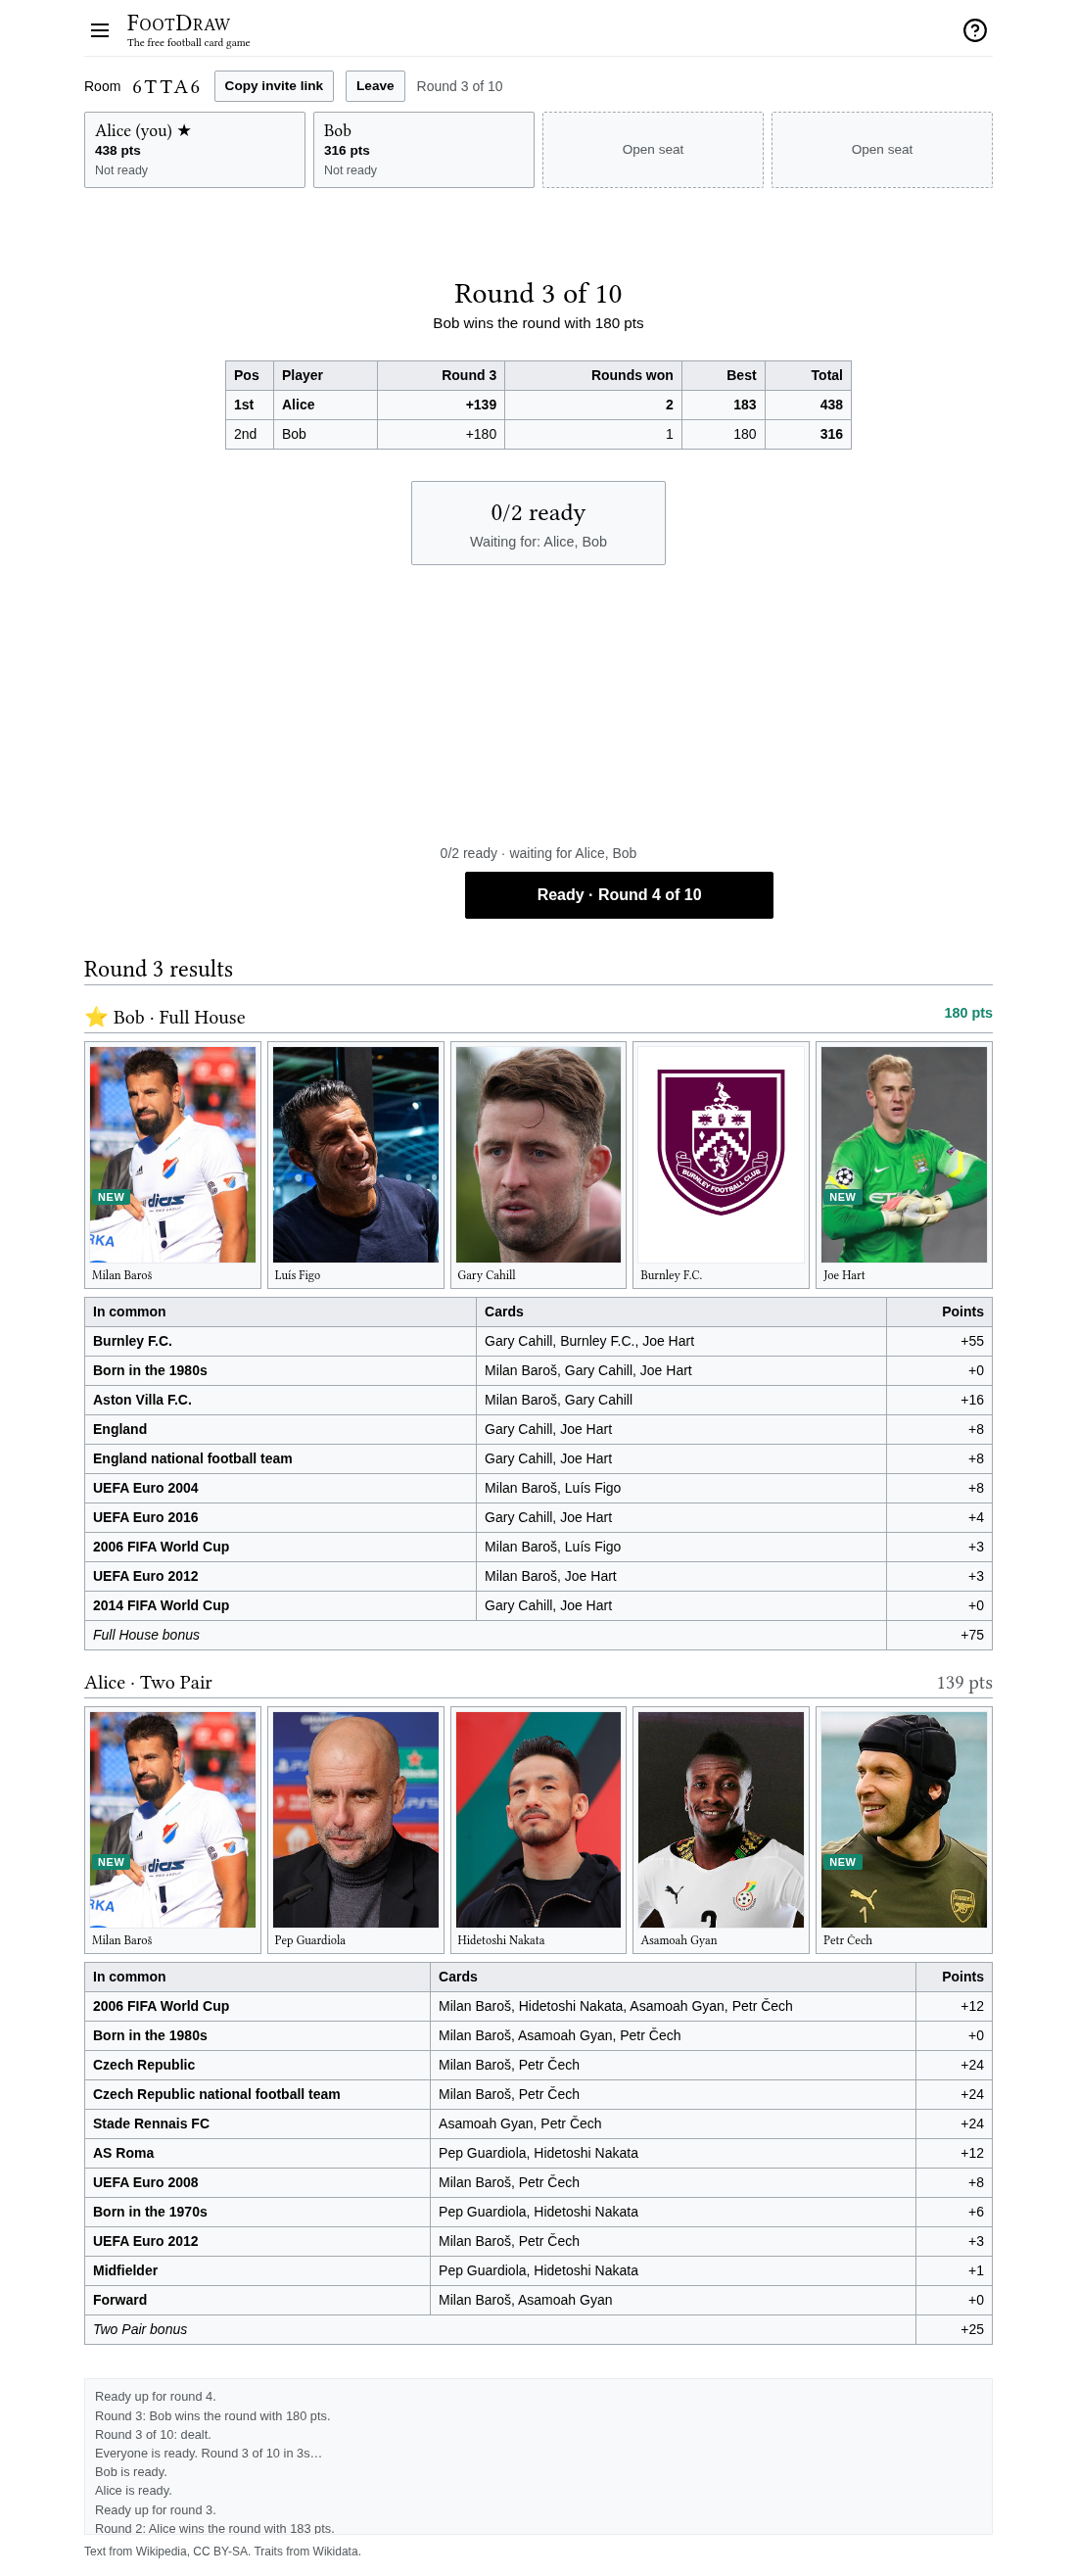 FootDraw
The free football card game
Room 6TTA6 Copy invite link Leave Round 3 of 10
Alice (you) ★
438 pts
Not ready
Bob
316 pts
Not ready
Open seat
Open seat
Round 3 of 10
Bob wins the round with 180 pts
Pos Player Round 3 Rounds won Best Total
1st Alice +139 2 183 438
2nd Bob +180 1 180 316
0/2 ready
Waiting for: Alice, Bob
0/2 ready · waiting for Alice, Bob
Ready · Round 4 of 10
Round 3 results
⭐ Bob · Full House 180 pts
NEW
BURNLEY FOOTBALL CLUB
NEW
Milan Baroš
Luís Figo
Gary Cahill
Burnley F.C.
Joe Hart
In common Cards Points
Burnley F.C. Gary Cahill, Burnley F.C., Joe Hart +55
Born in the 1980s Milan Baroš, Gary Cahill, Joe Hart +0
Aston Villa F.C. Milan Baroš, Gary Cahill +16
England Gary Cahill, Joe Hart +8
England national football team Gary Cahill, Joe Hart +8
UEFA Euro 2004 Milan Baroš, Luís Figo +8
UEFA Euro 2016 Gary Cahill, Joe Hart +4
2006 FIFA World Cup Milan Baroš, Luís Figo +3
UEFA Euro 2012 Milan Baroš, Joe Hart +3
2014 FIFA World Cup Gary Cahill, Joe Hart +0
Full House bonus +75
Alice · Two Pair 139 pts
NEW
NEW
Milan Baroš
Pep Guardiola
Hidetoshi Nakata
Asamoah Gyan
Petr Čech
In common Cards Points
2006 FIFA World Cup Milan Baroš, Hidetoshi Nakata, Asamoah Gyan, Petr Čech +12
Born in the 1980s Milan Baroš, Asamoah Gyan, Petr Čech +0
Czech Republic Milan Baroš, Petr Čech +24
Czech Republic national football team Milan Baroš, Petr Čech +24
Stade Rennais FC Asamoah Gyan, Petr Čech +24
AS Roma Pep Guardiola, Hidetoshi Nakata +12
UEFA Euro 2008 Milan Baroš, Petr Čech +8
Born in the 1970s Pep Guardiola, Hidetoshi Nakata +6
UEFA Euro 2012 Milan Baroš, Petr Čech +3
Midfielder Pep Guardiola, Hidetoshi Nakata +1
Forward Milan Baroš, Asamoah Gyan +0
Two Pair bonus +25
Ready up for round 4.
Round 3: Bob wins the round with 180 pts.
Round 3 of 10: dealt.
Everyone is ready. Round 3 of 10 in 3s…
Bob is ready.
Alice is ready.
Ready up for round 3.
Round 2: Alice wins the round with 183 pts.
Text from Wikipedia, CC BY-SA. Traits from Wikidata.